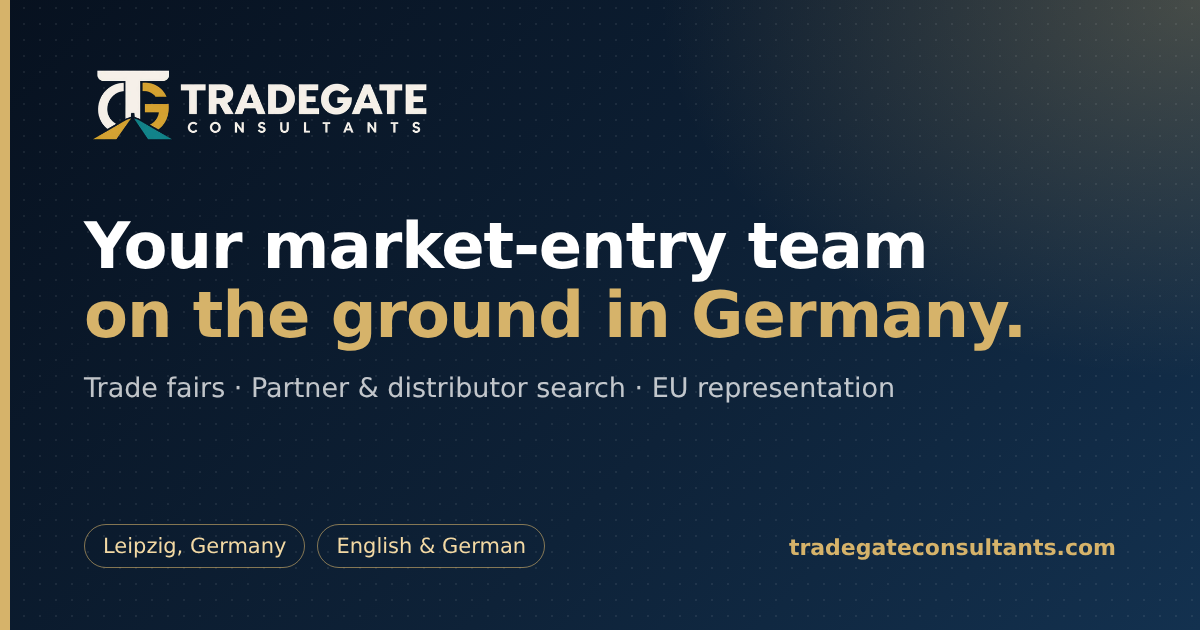 TRADEGATE
CONSULTANTS
Your market-entry team
on the ground in Germany.
Trade fairs · Partner & distributor search · EU representation
Leipzig, Germany
English & German
tradegateconsultants.com